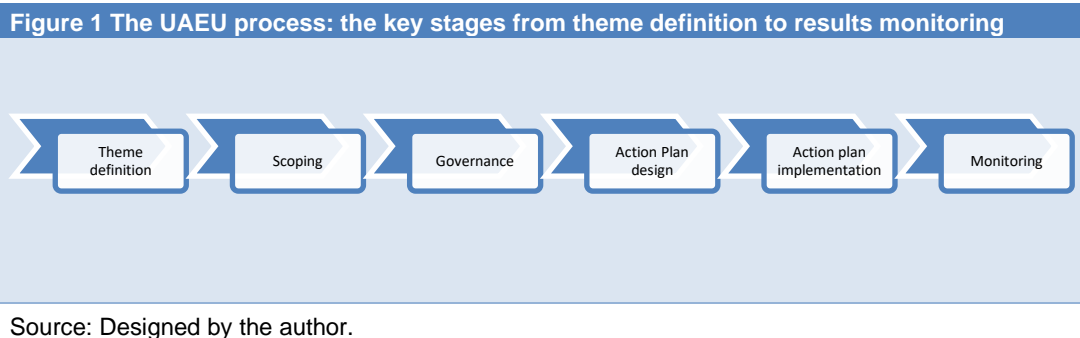 Figure 1 The UAEU process: the key stages from theme definition to results monitoring
Theme
definition
Scoping
Governance
Action Plan
design
Action plan
implementation
Monitoring
Source: Designed by the author.